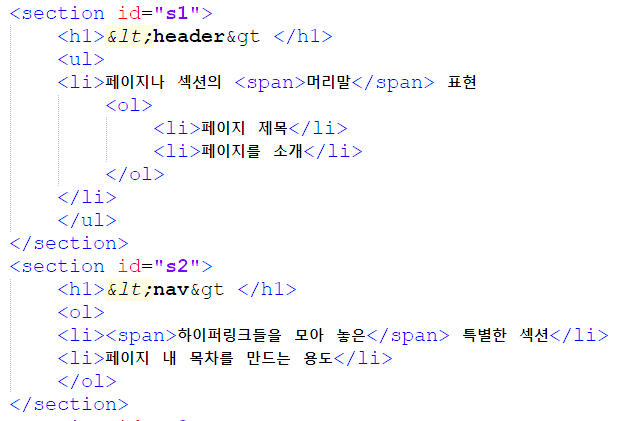 <section id="s1">
<h1>&lt;header&gt </h1>
<ul>
<li>페이지나 섹션의 <span>머리말</span> 표현
<ol>
<li>페이지 제목</li>
<li>페이지를 소개</li>
</ol>
</li>
</ul>
</section>
<section id="s2">
<h1>&lt;nav&gt </h1>
<ol>
<li><span>하이퍼링크들을 모아 놓은</span> 특별한 섹션</li>
<li>페이지 내 목차를 만드는 용도</li>
</ol>
</section>